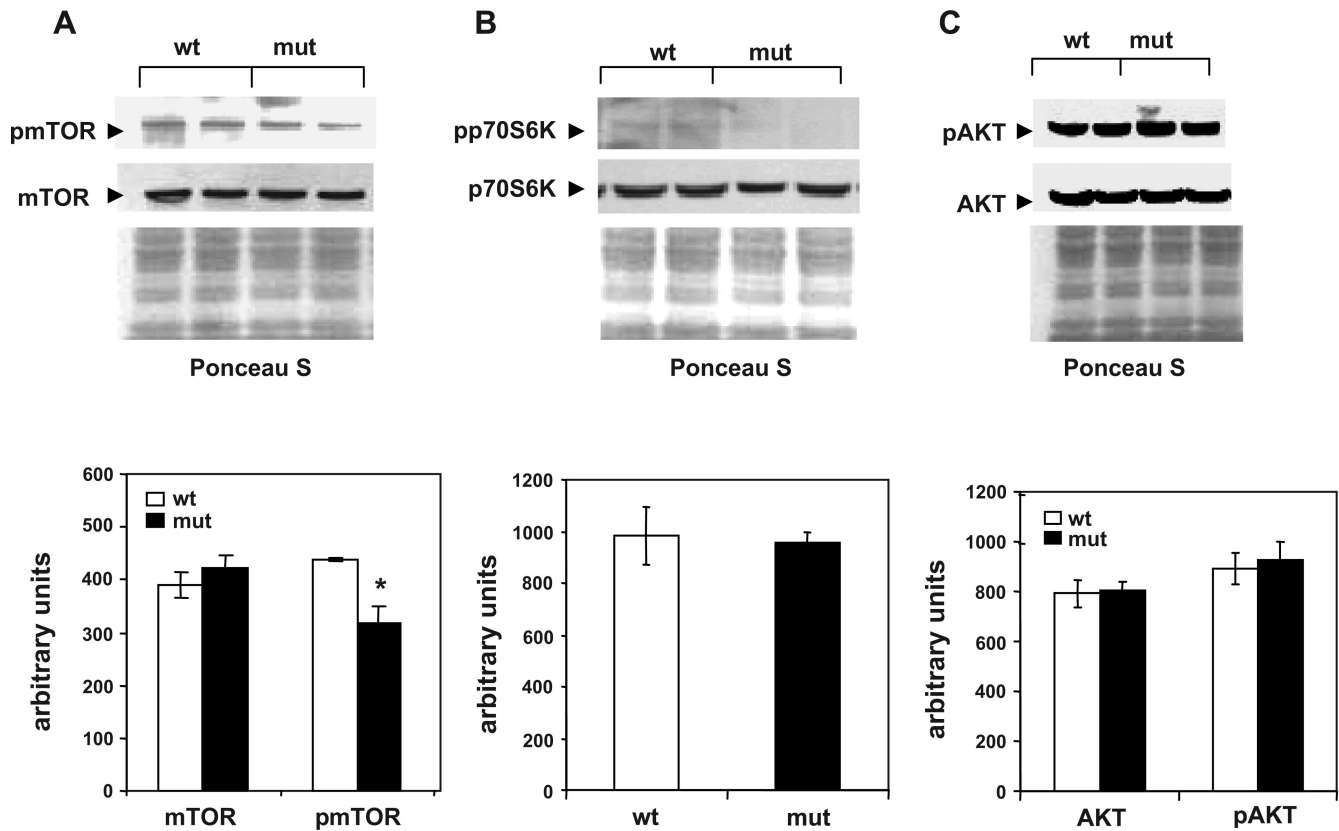 A B C
wt mut wt mut wt mut
pmTOR pp70S6K pAKT
mTOR p70S6K AKT
Ponceau S Ponceau S Ponceau S
600
500
400
300
200
100
0
arbitrary units
wt
mut
*
mTOR pmTOR
1200
1000
800
600
400
200
0
arbitrary units
wt mut
1200
1000
800
600
400
200
0
arbitrary units
wt
mut
AKT pAKT